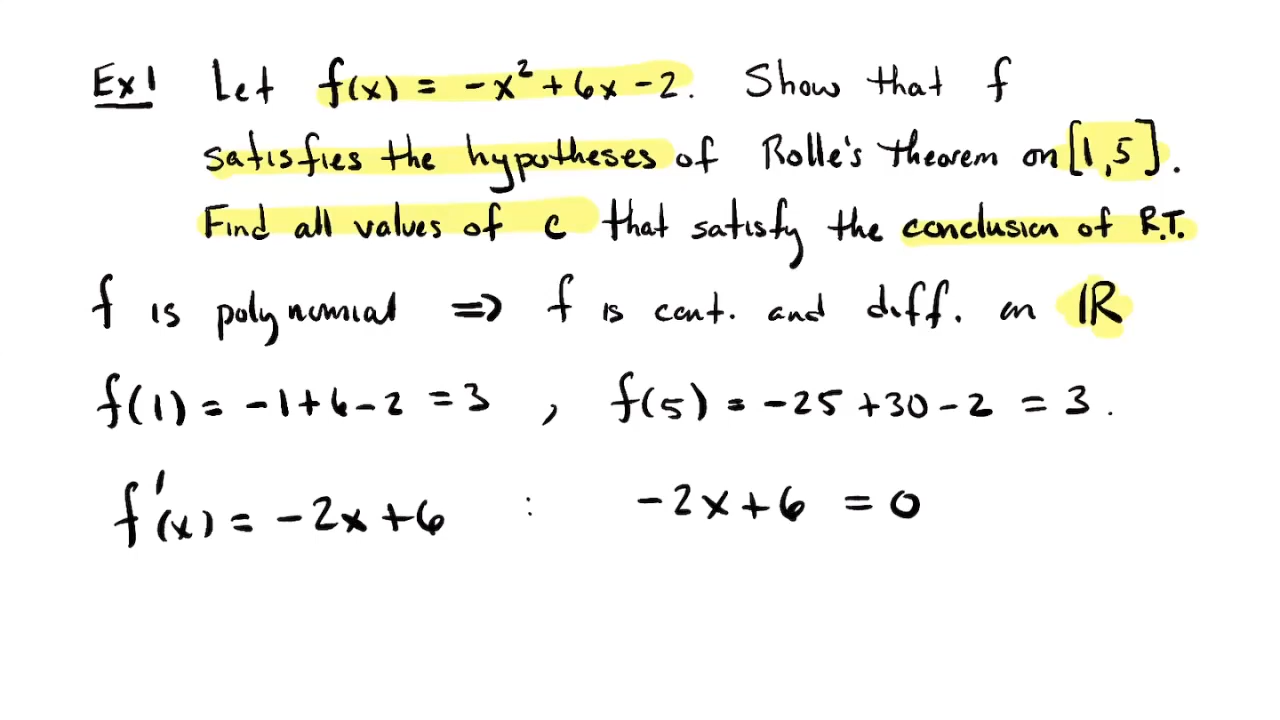 Ex1 Let f(x) = -x² + 6x - 2. Show that f
satisfies the hypotheses of Rolle's theorem on [1,5].
Find all values of c that satisfy the conclusion of R.T.
f is polynomial ⇒ f is cont. and diff. on ℝ
f(1) = -1+6-2 = 3 , f(5) = -25+30-2 = 3.
f'(x) = -2x+6 : -2x+6 = 0